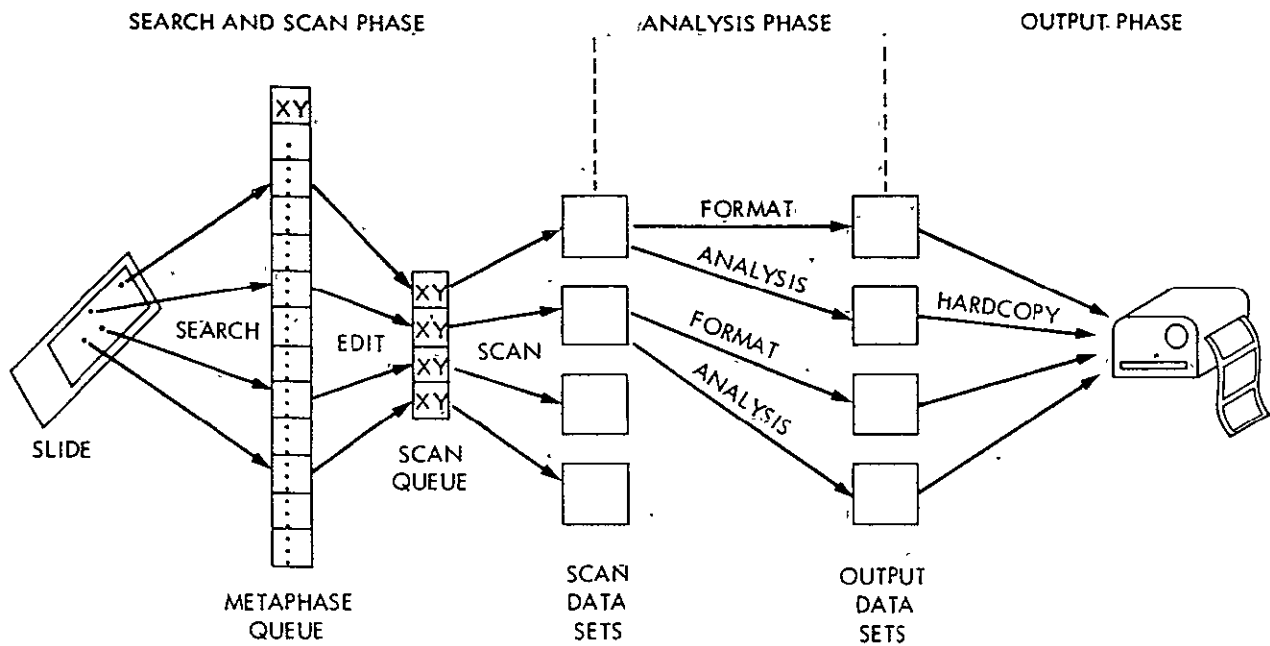 SEARCH AND SCAN PHASE
ANALYSIS PHASE
OUTPUT PHASE
XY
FORMAT
ANALYSIS
XY
HARDCOPY
SEARCH
XY
FORMAT
EDIT
SCAN
XY
ANALYSIS
XY
SLIDE
SCAN
QUEUE
METAPHASE
QUEUE
SCAN
DATA
SETS
OUTPUT
DATA
SETS